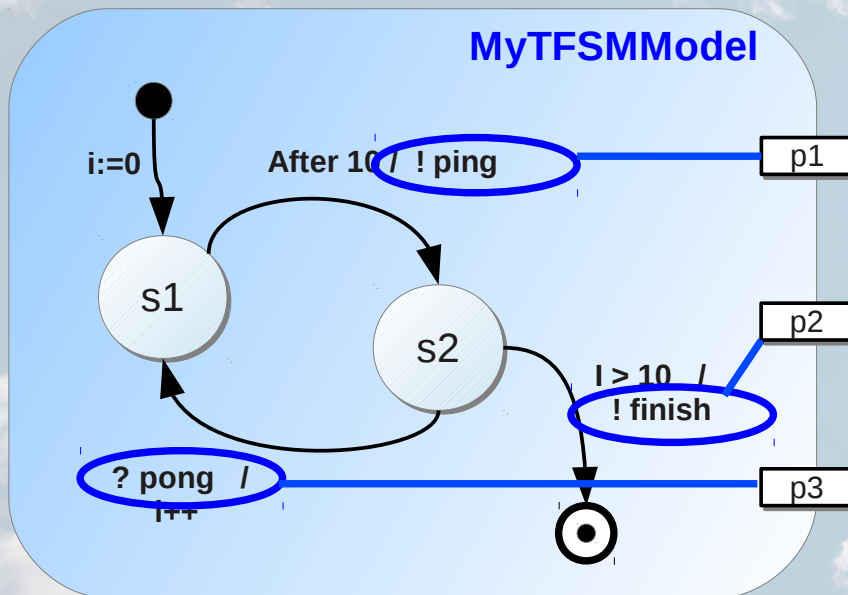 MyTFSMModel
i:=0
After 10 / ! ping
p1
s1
s2
p2
I > 10 /
! finish
? pong /
I++
p3